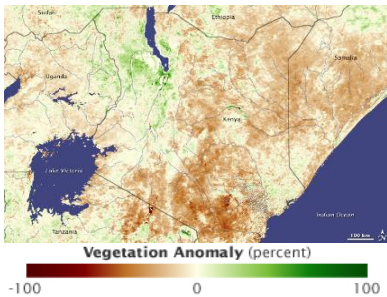 Sudan
Ethiopia
Somalia
Uganda
Kenya
Lake Victoria
Indian Ocean
Tanzania
100 km
N
Vegetation Anomaly (percent)
-100 0 100